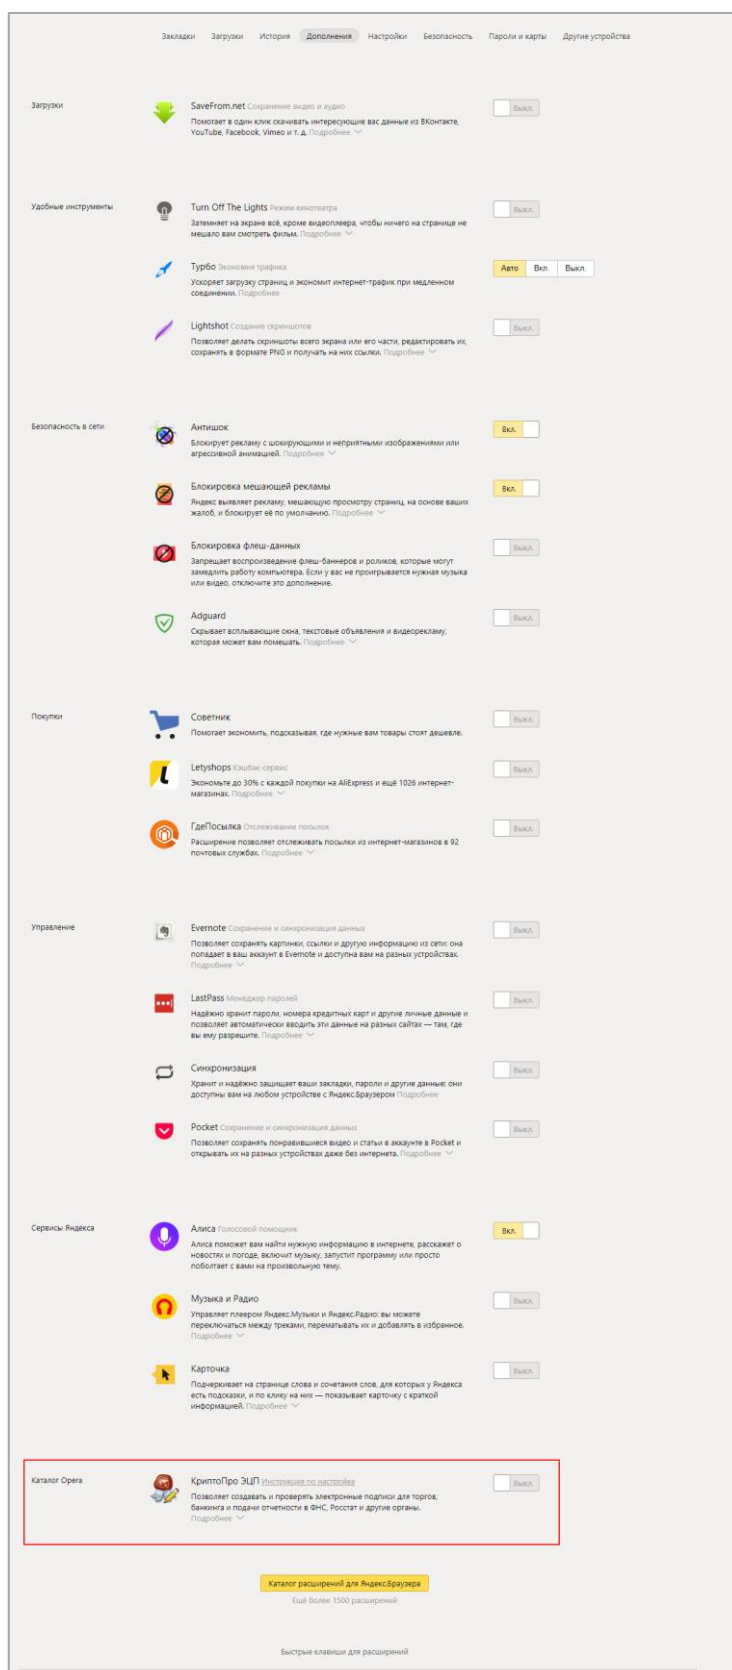 Закладки Загрузки История Дополнения Настройки Безопасность Пароли и карты Другие устройства
Загрузки
SaveFrom.net Сохранение видео и аудио
Выкл.
Помогает в один клик скачивать интересующие вас данные из ВКонтакте,
YouTube, Facebook, Vimeo и т. д. Подробнее
Удобные инструменты
Turn Off The Lights Режим кинотеатра
Выкл.
Затемняет на экране всё, кроме видеоплеера, чтобы ничего на странице не
мешало вам смотреть фильм. Подробнее
Турбо Экономия трафика
Авто Вкл. Выкл.
Ускоряет загрузку страниц и экономит интернет-трафик при медленном
соединении. Подробнее
Lightshot Создание скриншотов
Выкл.
Позволяет делать скриншоты всего экрана или его части, редактировать их,
сохранять в формате PNG и получать на них ссылки. Подробнее
Безопасность в сети
Антишок
Вкл.
Блокирует рекламу с шокирующими и неприятными изображениями или
агрессивной анимацией. Подробнее
Блокировка мешающей рекламы
Вкл.
Яндекс выявляет рекламу, мешающую просмотру страниц, на основе ваших
жалоб, и блокирует её по умолчанию. Подробнее
Блокировка флеш-данных
Выкл.
Запрещает воспроизведение флеш-баннеров и роликов, которые могут
замедлить работу компьютера. Если у вас не проигрывается нужная музыка
или видео, отключите это дополнение.
Adguard
Выкл.
Скрывает всплывающие окна, текстовые объявления и видеорекламу,
которая может вам помешать. Подробнее
Покупки
Советник
Выкл.
Помогает экономить, подсказывая, где нужные вам товары стоят дешевле.
Letyshops Кэшбэк-сервис
Выкл.
Экономьте до 30% с каждой покупки на AliExpress и ещё 1026 интернет-
магазинах. Подробнее
ГдеПосылка Отслеживание посылок
Выкл.
Расширение позволяет отслеживать посылки из интернет-магазинов в 92
почтовых службах. Подробнее
Управление
Evernote Сохранение и синхронизация данных
Выкл.
Позволяет сохранять картинки, ссылки и другую информацию из сети: она
попадает в ваш аккаунт в Evernote и доступна вам на разных устройствах.
Подробнее
LastPass Менеджер паролей
Выкл.
Надёжно хранит пароли, номера кредитных карт и другие личные данные и
позволяет автоматически вводить эти данные на разных сайтах — там, где
вы ему разрешите. Подробнее
Синхронизация
Выкл.
Хранит и надёжно защищает ваши закладки, пароли и другие данные: они
доступны вам на любом устройстве с Яндекс.Браузером Подробнее
Pocket Сохранение и синхронизация данных
Выкл.
Позволяет сохранять понравившиеся видео и статьи в аккаунте в Pocket и
открывать их на разных устройствах даже без интернета. Подробнее
Сервисы Яндекса
Алиса Голосовой помощник
Вкл.
Алиса поможет вам найти нужную информацию в интернете, расскажет о
новостях и погоде, включит музыку, запустит программу или просто
поболтает с вами на произвольную тему.
Музыка и Радио
Выкл.
Управляет плеером Яндекс.Музыки и Яндекс.Радио: вы можете
переключаться между треками, перематывать их и добавлять в избранное.
Подробнее
Карточка
Выкл.
Подчеркивает на странице слова и сочетания слов, для которых у Яндекса
есть подсказки, и по клику на них — показывает карточку с краткой
информацией. Подробнее
Каталог Opera
КриптоПро ЭЦП Инструкция по настройке
Выкл.
Позволяет создавать и проверять электронные подписи для торгов,
банкинга и подачи отчетности в ФНС, Росстат и другие органы.
Подробнее
Каталог расширений для Яндекс.Браузера
Ещё более 1500 расширений
Быстрые клавиши для расширений